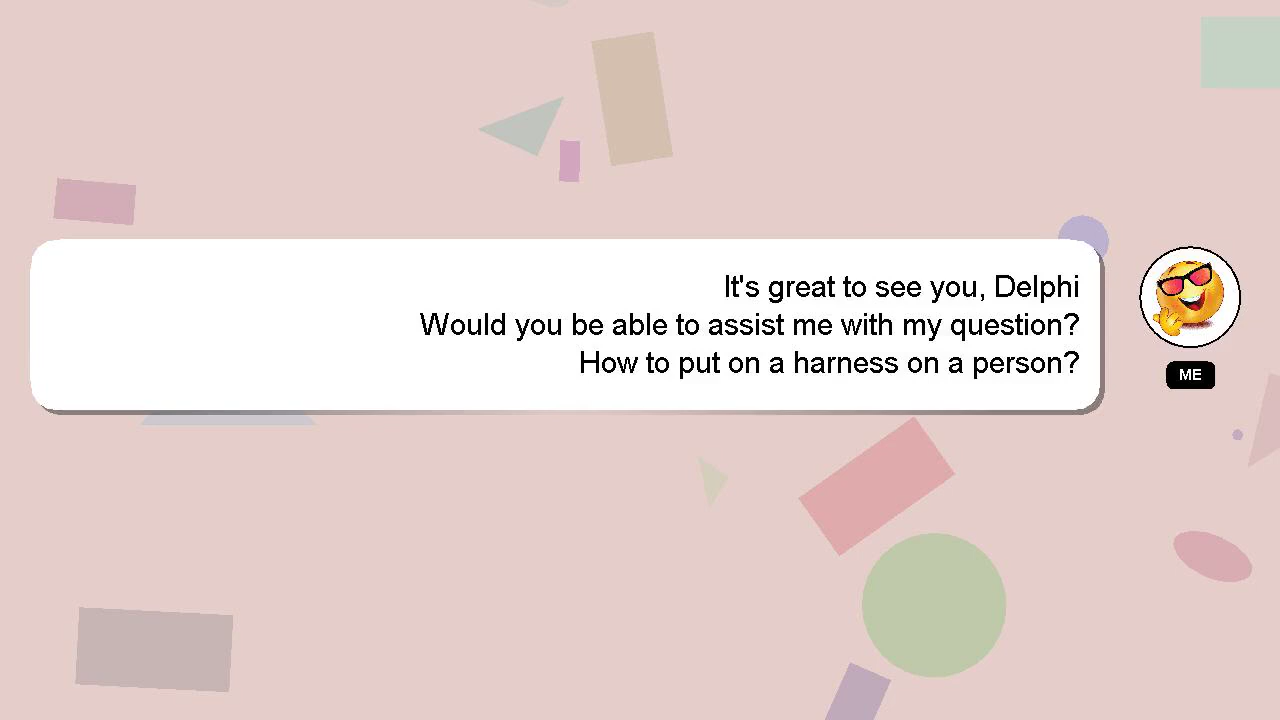 It's great to see you, Delphi
Would you be able to assist me with my question?
How to put on a harness on a person?
ME